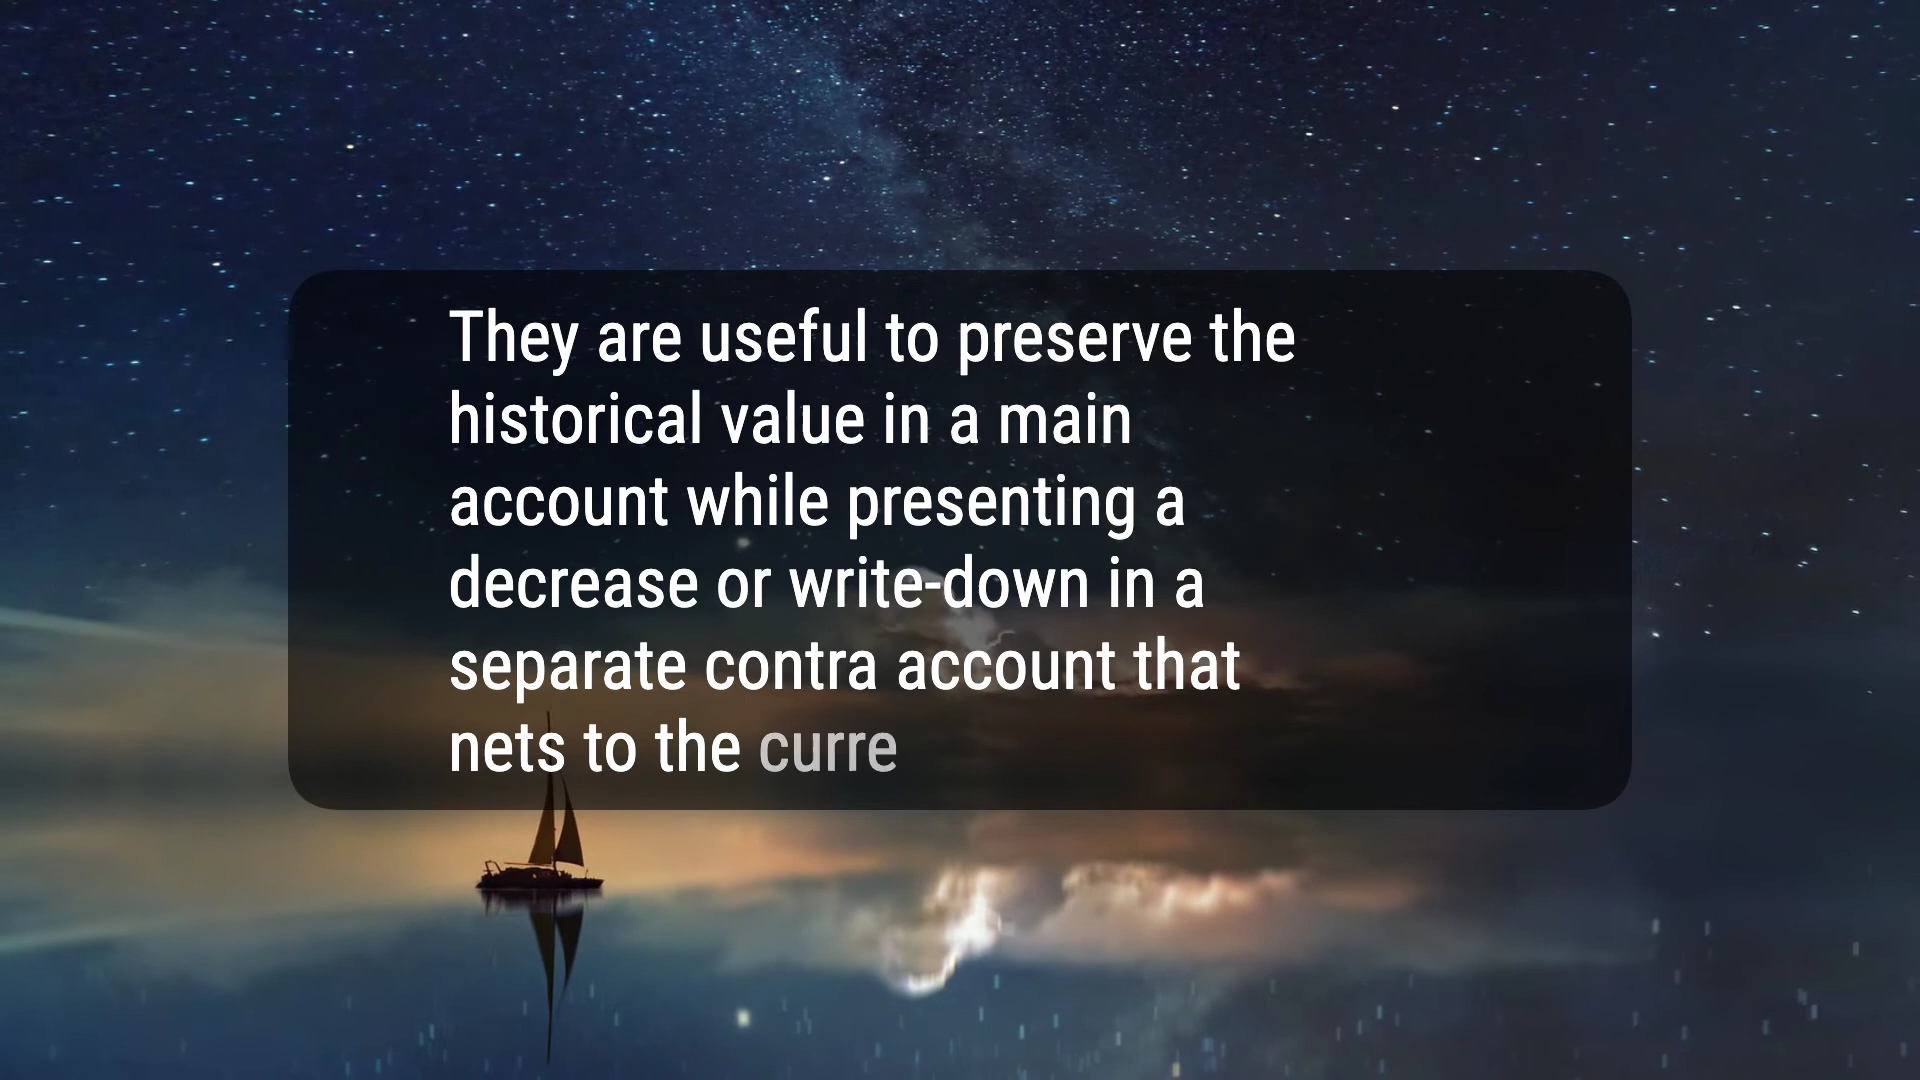 They are useful to preserve the
historical value in a main
account while presenting a
decrease or write-down in a
separate contra account that
nets to the curre